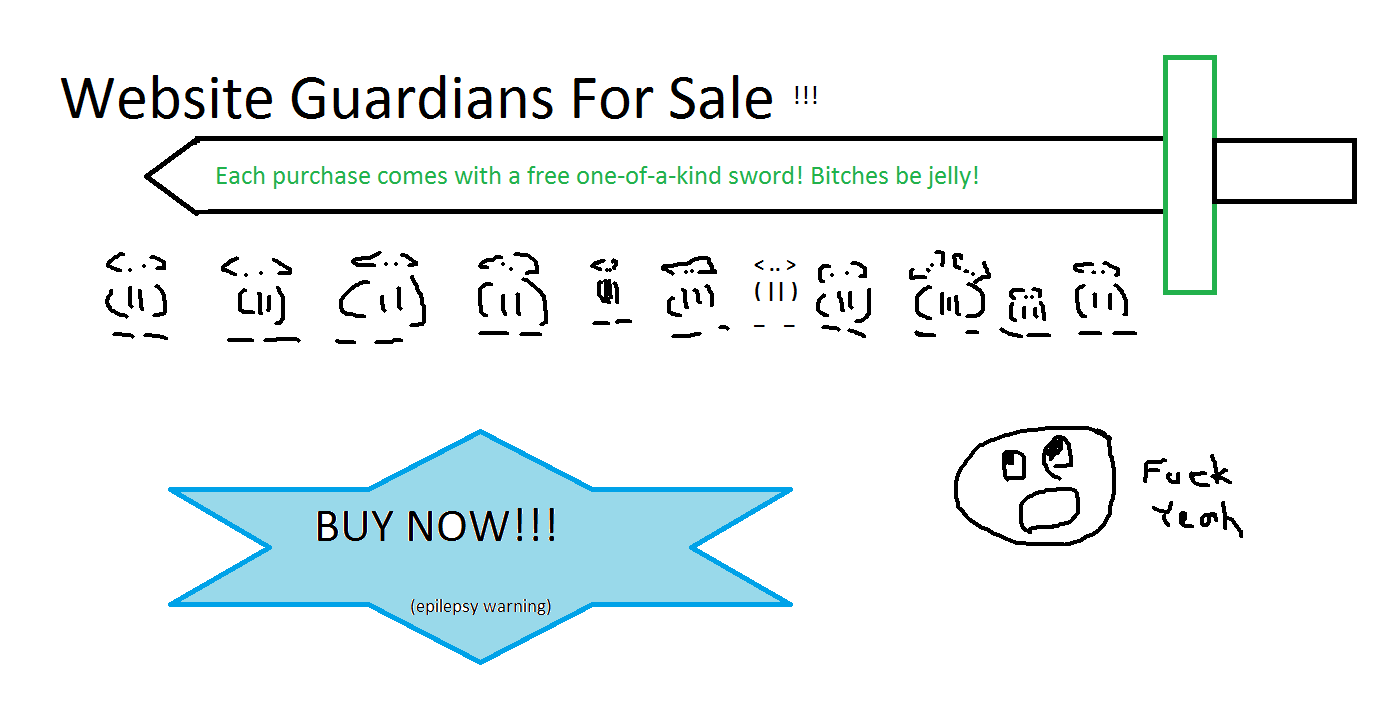 Website Guardians For Sale !!!
Each purchase comes with a free one-of-a-kind sword! Bitches be jelly!
<..>
(||)
_ _
BUY NOW!!!
(epilepsy warning)
Fuck
Yeah